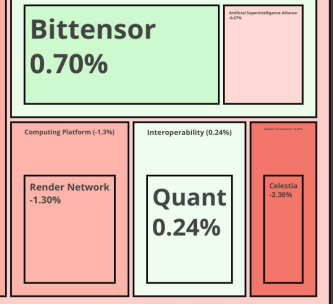 Bittensor
0.70%
Artificial Superintelligence Alliance
-0.67%
Computing Platform (-1.3%)
Render Network
-1.30%
Interoperability (0.24%)
Quant
0.24%
Celestia
-2.36%